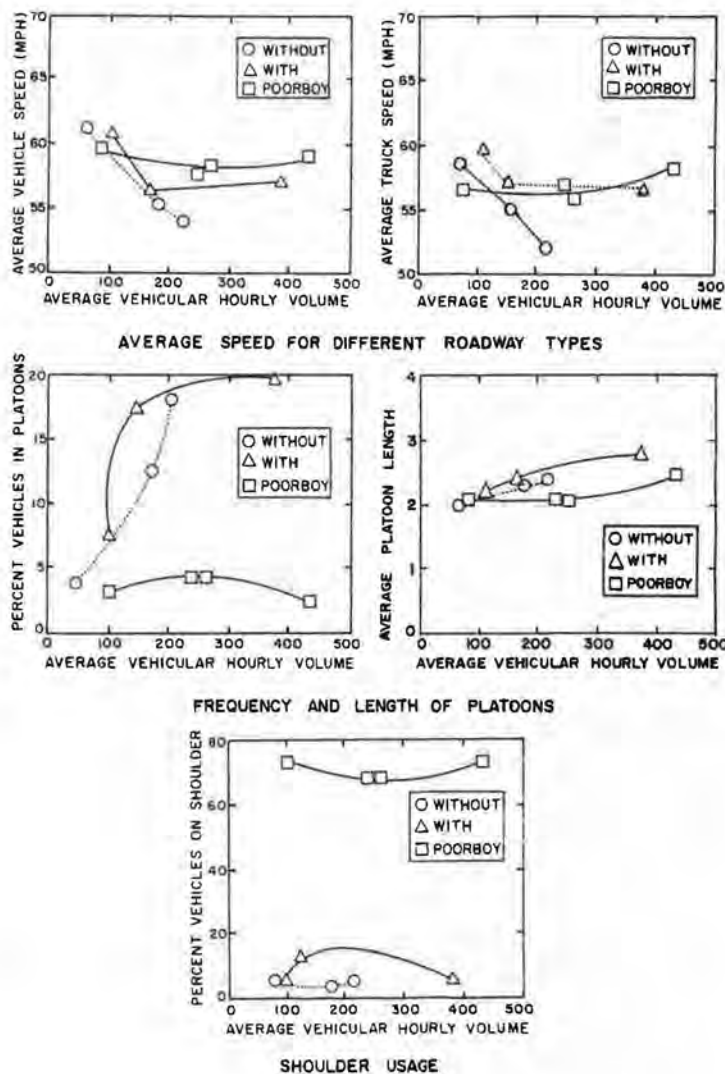 AVERAGE VEHICLE SPEED (MPH)
70
65
60
55
50
○ WITHOUT
△ WITH
□ POORBOY
100 200 300 400 500
AVERAGE VEHICULAR HOURLY VOLUME
AVERAGE TRUCK SPEED (MPH)
70
65
60
55
50
○ WITHOUT
△ WITH
□ POORBOY
0 100 200 300 400 500
AVERAGE VEHICULAR HOURLY VOLUME
AVERAGE SPEED FOR DIFFERENT ROADWAY TYPES
PERCENT VEHICLES IN PLATOONS
20
15
10
5
0
○ WITHOUT
△ WITH
□ POORBOY
100 200 300 400 500
AVERAGE VEHICULAR HOURLY VOLUME
AVERAGE PLATOON LENGTH
4
3
2
1
0
○ WITHOUT
△ WITH
□ POORBOY
100 200 300 400 500
AVERAGE VEHICULAR HOURLY VOLUME
FREQUENCY AND LENGTH OF PLATOONS
PERCENT VEHICLES ON SHOULDER
80
60
40
20
0
○ WITHOUT
△ WITH
□ POORBOY
100 200 300 400 500
AVERAGE VEHICULAR HOURLY VOLUME
SHOULDER USAGE